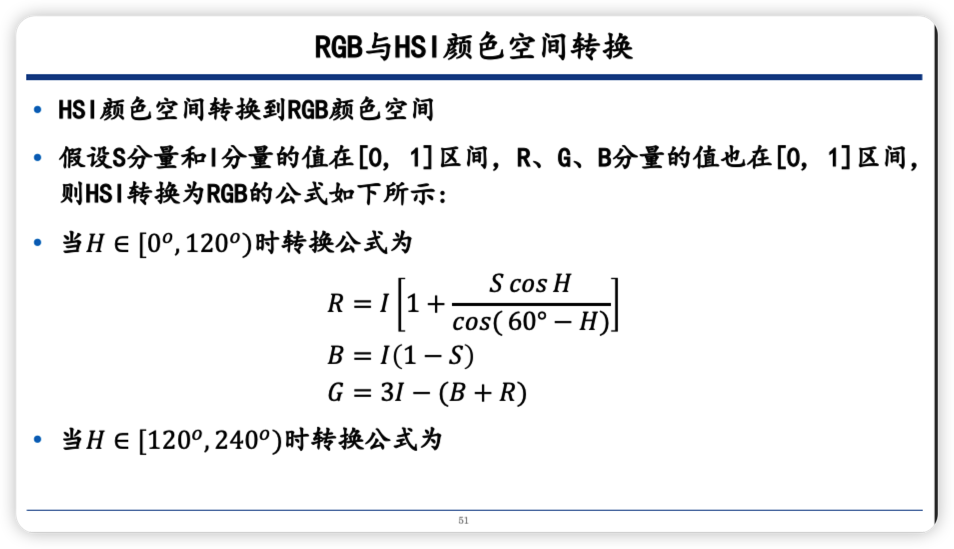 RGB与HSI颜色空间转换
• HSI颜色空间转换到RGB颜色空间
• 假设S分量和I分量的值在[0, 1]区间，R、G、B分量的值也在[0, 1]区间，
则HSI转换为RGB的公式如下所示：
• 当H ∈ [0°, 120°)时转换公式为
R = I [1 + S cos H / cos( 60° − H)]
B = I(1 − S)
G = 3I − (B + R)
• 当H ∈ [120°, 240°)时转换公式为
51